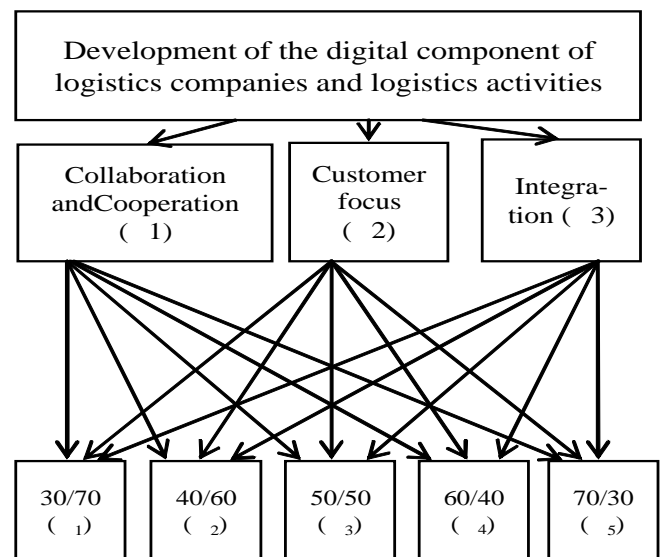 Development of the digital component of
logistics companies and logistics activities
Collaboration
andCooperation
( 1)
Customer
focus
( 2)
Integra-
tion ( 3)
30/70
( 1)
40/60
( 2)
50/50
( 3)
60/40
( 4)
70/30
( 5)